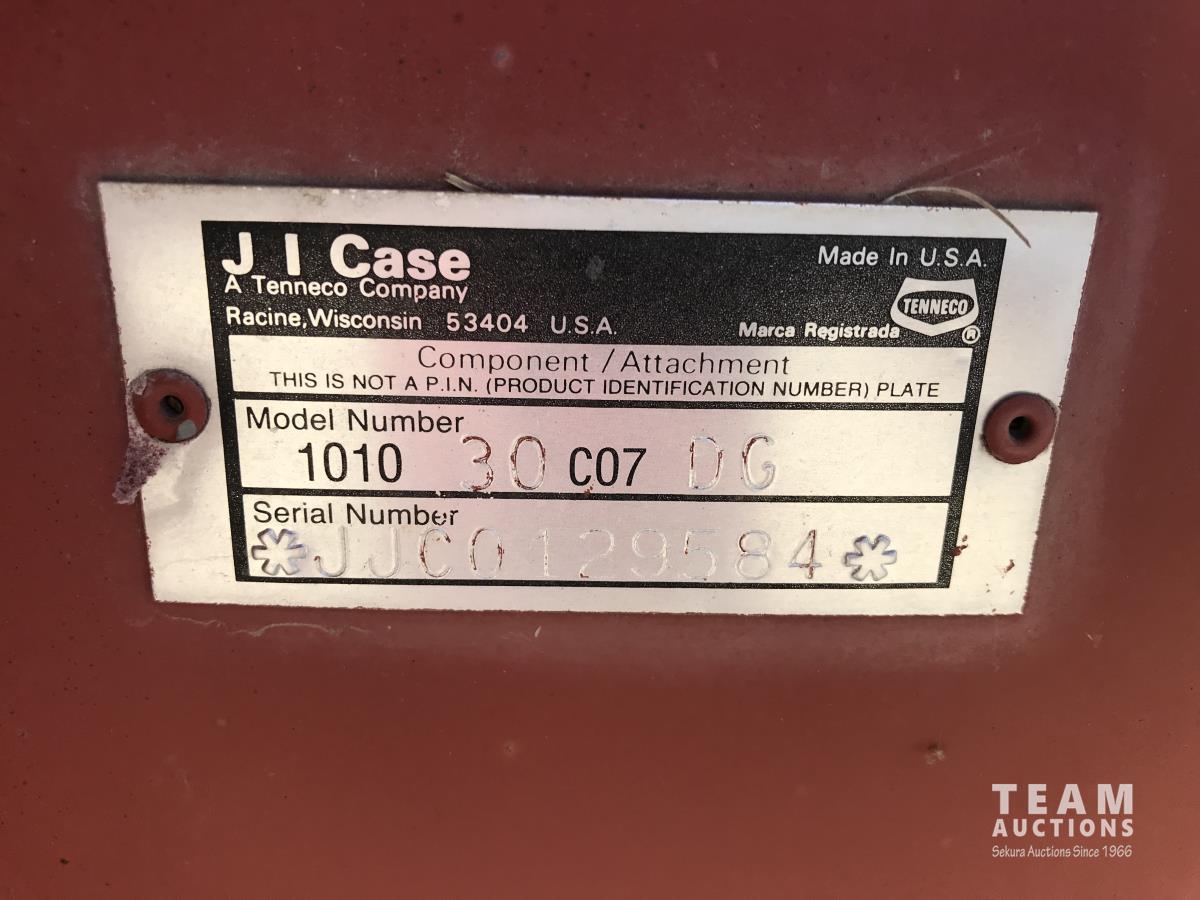 J I Case
A Tenneco Company
Racine, Wisconsin 53404 U.S.A.
Made In U.S.A.
TENNECO
Marca Registrada ®
Component / Attachment
THIS IS NOT A P.I.N. (PRODUCT IDENTIFICATION NUMBER) PLATE
Model Number
1010 30 C07 DG
Serial Number
*JJC0129584*
TEAM
AUCTIONS
Sekura Auctions Since 1966